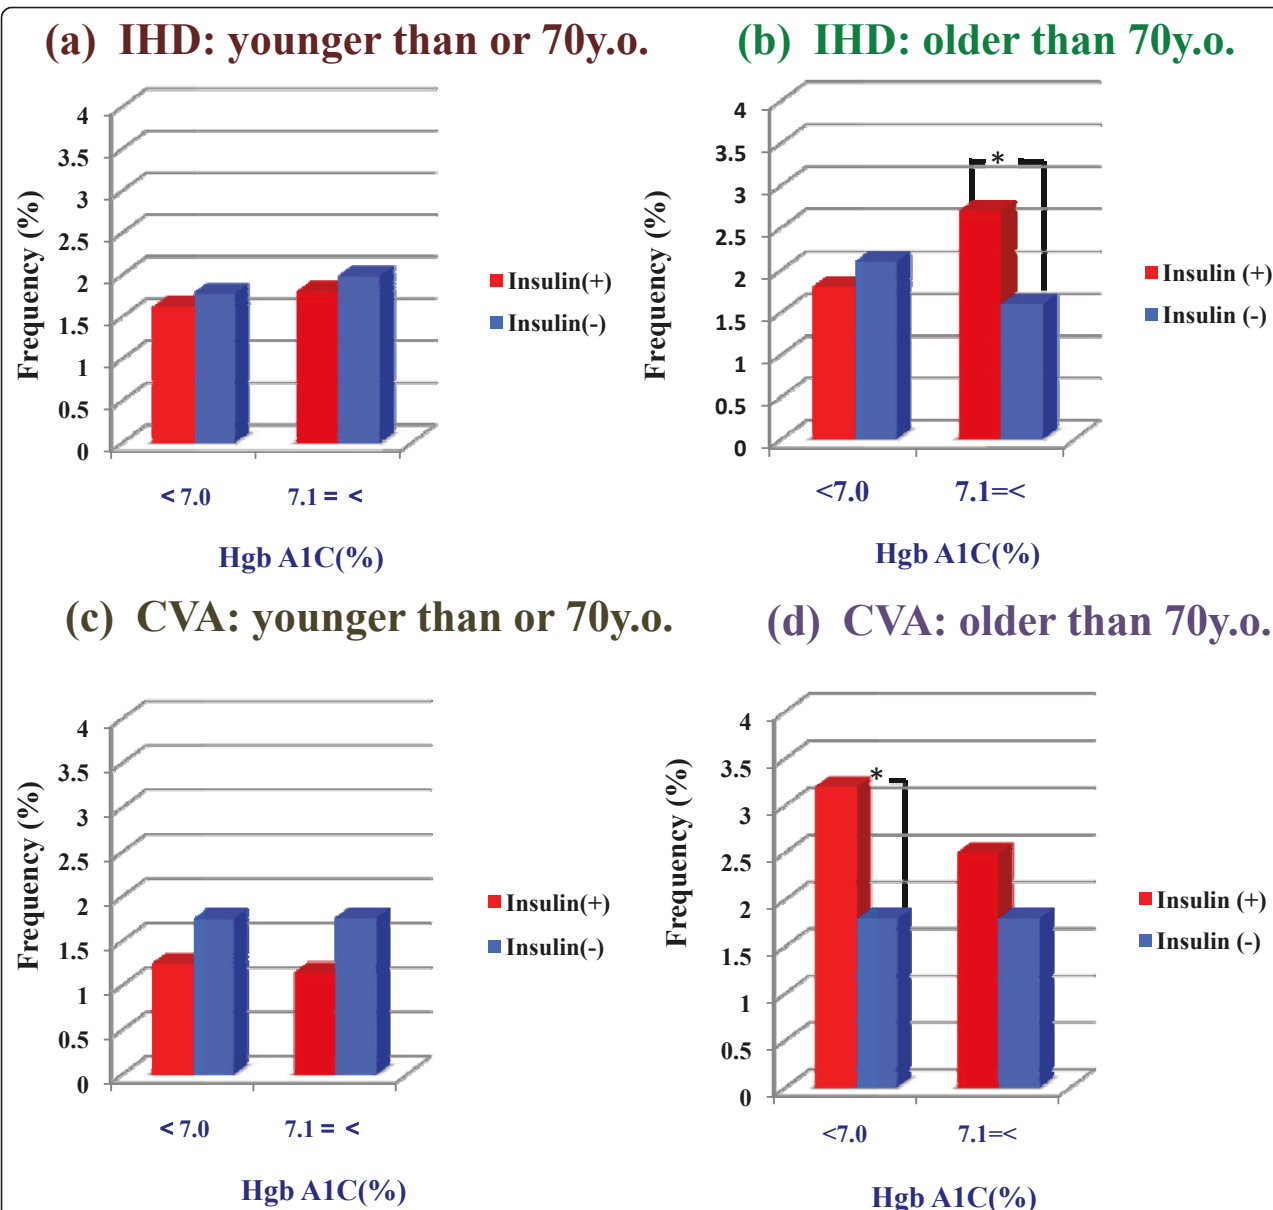 (a) IHD: younger than or 70y.o.
4
3.5
3
2.5
2
1.5
1
0.5
0
Frequency (%)
Insulin(+)
Insulin(-)
< 7.0 7.1 = <
Hgb A1C(%)
(b) IHD: older than 70y.o.
4
3.5
3
2.5
2
1.5
1
0.5
0
Frequency (%)
*
Insulin (+)
Insulin (-)
<7.0 7.1=<
Hgb A1C(%)
(c) CVA: younger than or 70y.o.
4
3.5
3
2.5
2
1.5
1
0.5
0
Frequency (%)
Insulin(+)
Insulin(-)
< 7.0 7.1 = <
Hgb A1C(%)
(d) CVA: older than 70y.o.
4
3.5
3
2.5
2
1.5
1
0.5
0
Frequency (%)
*
Insulin (+)
Insulin (-)
<7.0 7.1=<
Hgb A1C(%)